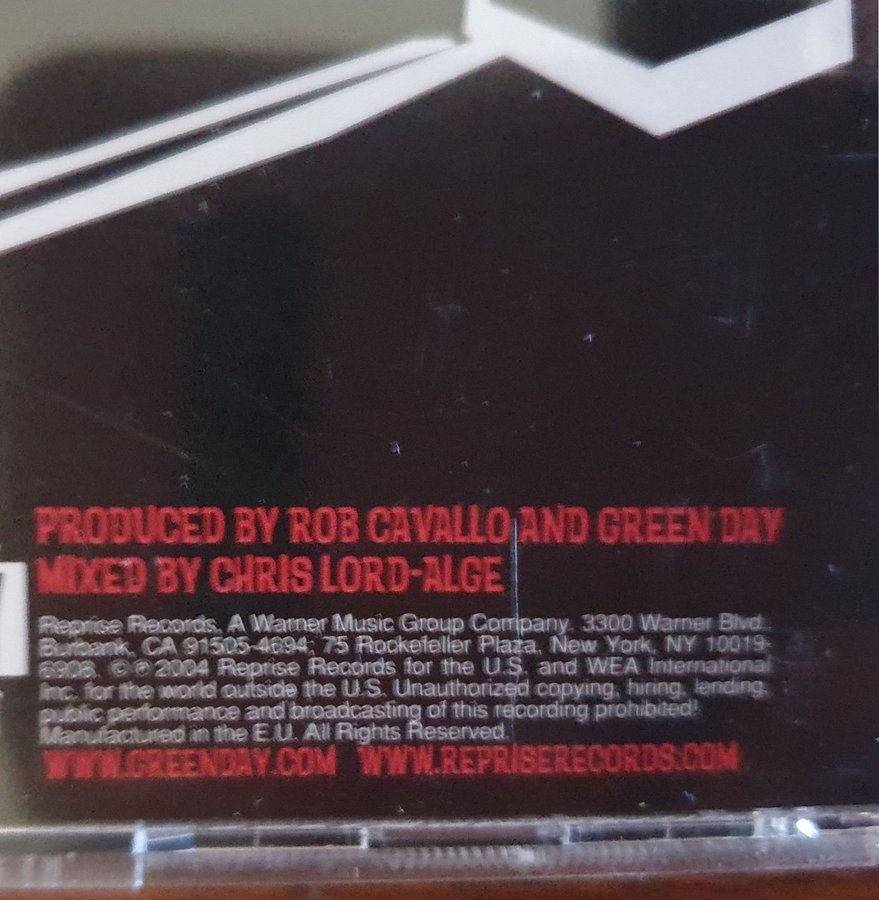 PRODUCED BY ROB CAVALLO AND GREEN DAY
MIXED BY CHRIS LORD-ALGE
Reprise Records. A Warner Music Group Company. 3300 Warner Blvd.
Burbank, CA 91505-4694; 75 Rockefeller Plaza, New York, NY 10019-
6908. ©℗ 2004 Reprise Records for the U.S. and WEA International
Inc. for the world outside the U.S. Unauthorized copying, hiring, lending,
public performance and broadcasting of this recording prohibited!
Manufactured in the E.U. All Rights Reserved.
WWW.GREENDAY.COM WWW.REPRISERECORDS.COM